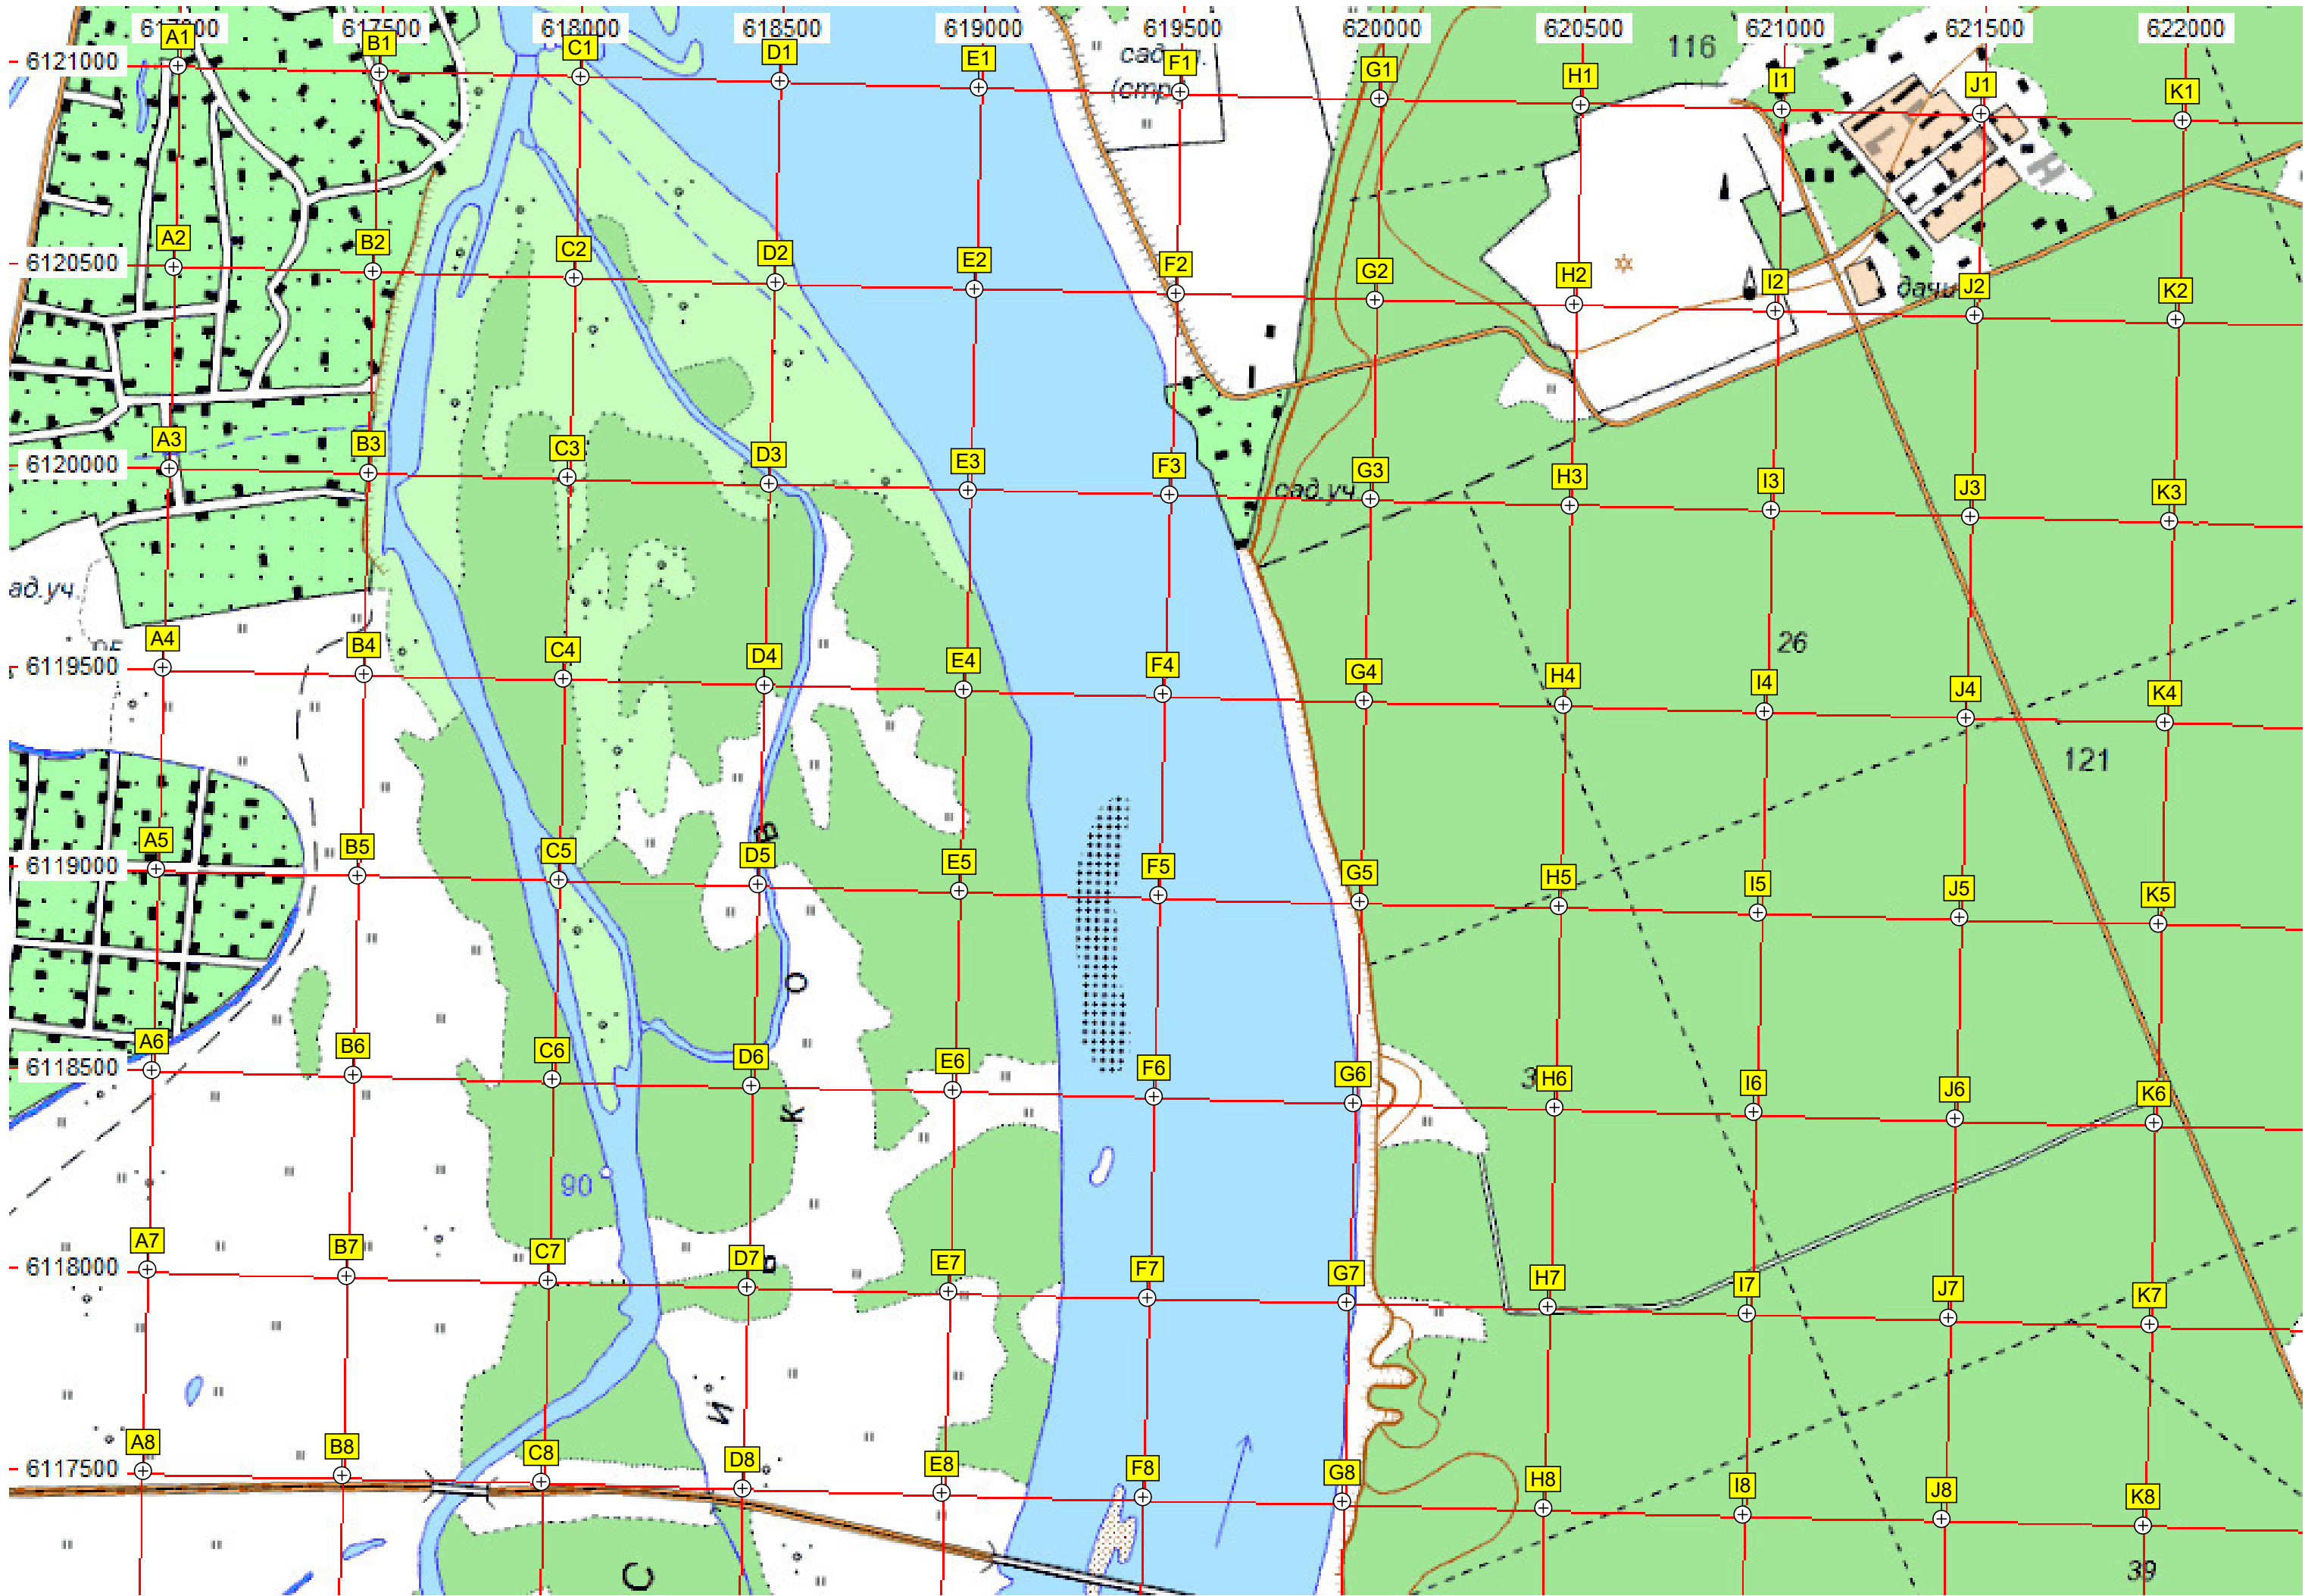 617000 617500 618000 618500 619000 619500 620000 620500 621000 621500 622000
116
A1 B1 C1 D1 E1 F1 G1 H1 I1 J1 K1
6121000
6120500
A2 B2 C2 D2 E2 F2 G2 H2 I2 J2 K2
дачи
6120000
A3 B3 C3 D3 E3 F3 G3 H3 I3 J3 K3
сад.уч
ад.уч.
26
6119500
A4 B4 C4 D4 E4 F4 G4 H4 I4 J4 K4
121
6119000
A5 B5 C5 D5 E5 F5 G5 H5 I5 J5 K5
О
6118500
A6 B6 C6 D6 E6 F6 G6 H6 I6 J6 K6
К
90
6118000
A7 B7 C7 D7 E7 F7 G7 H7 I7 J7 K7
И
6117500
A8 B8 C8 D8 E8 F8 G8 H8 I8 J8 K8
С
39